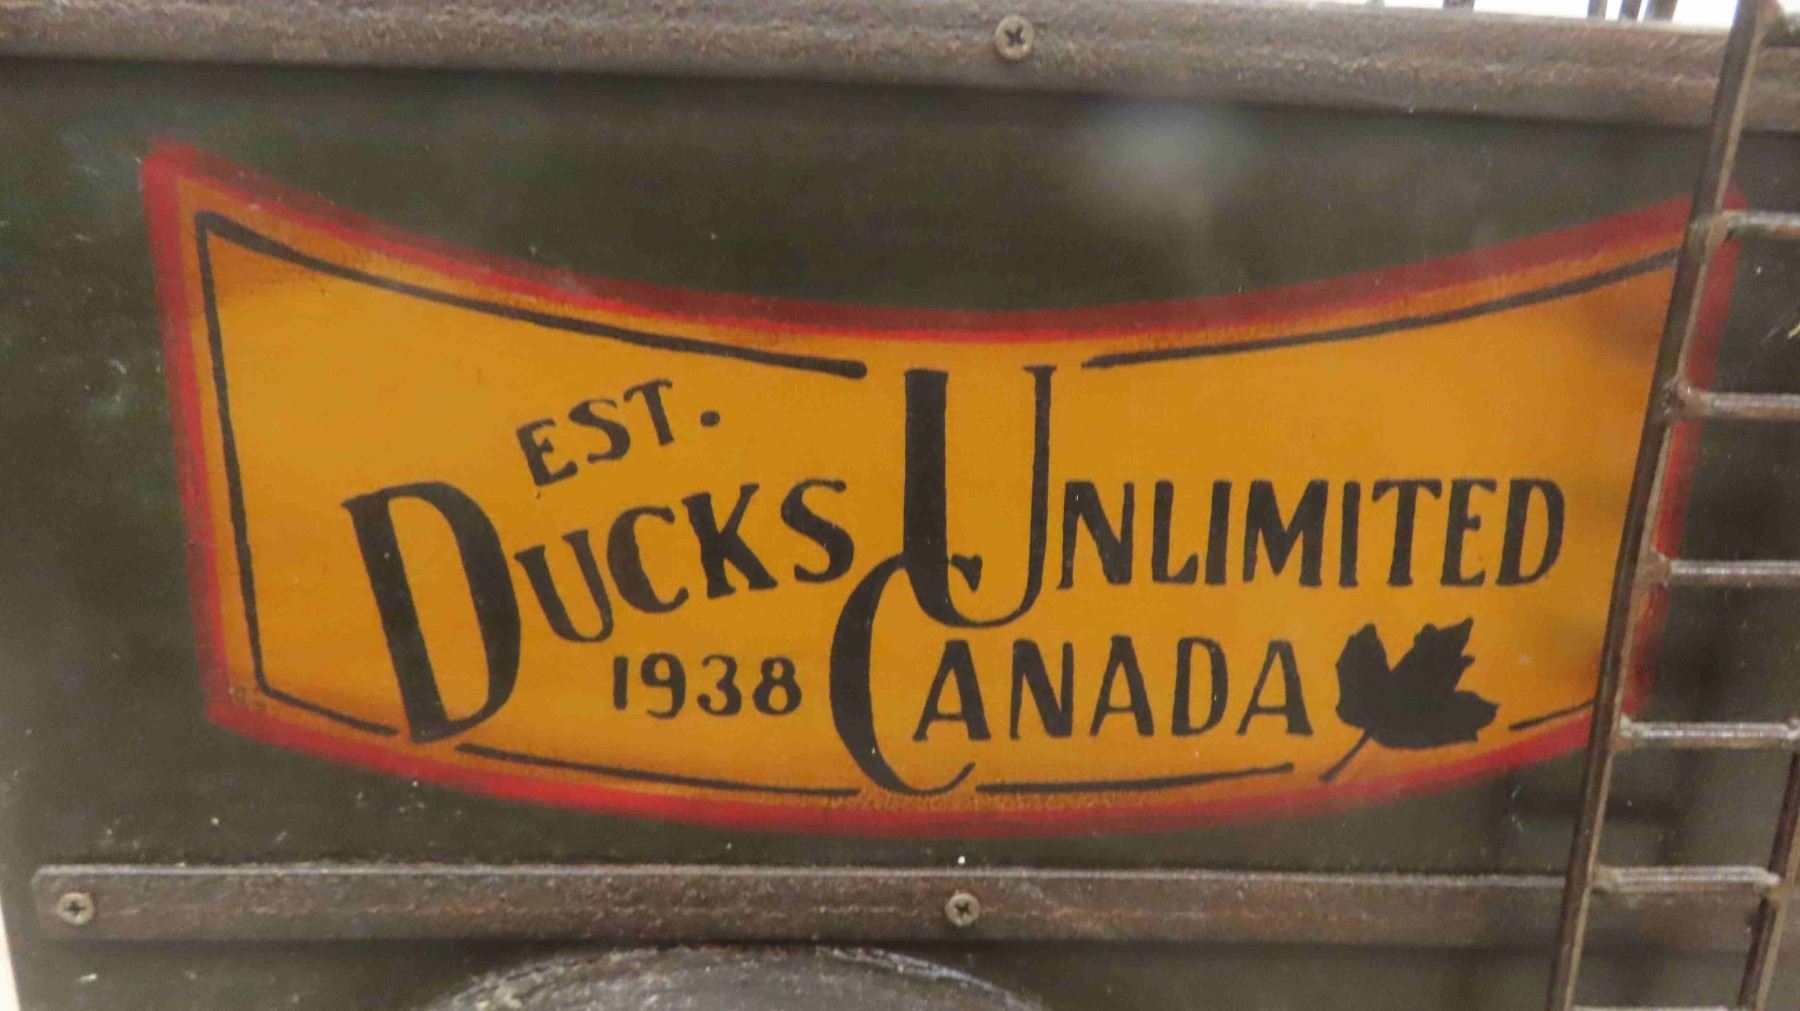 EST.
DUCKS UNLIMITED
1938 CANADA